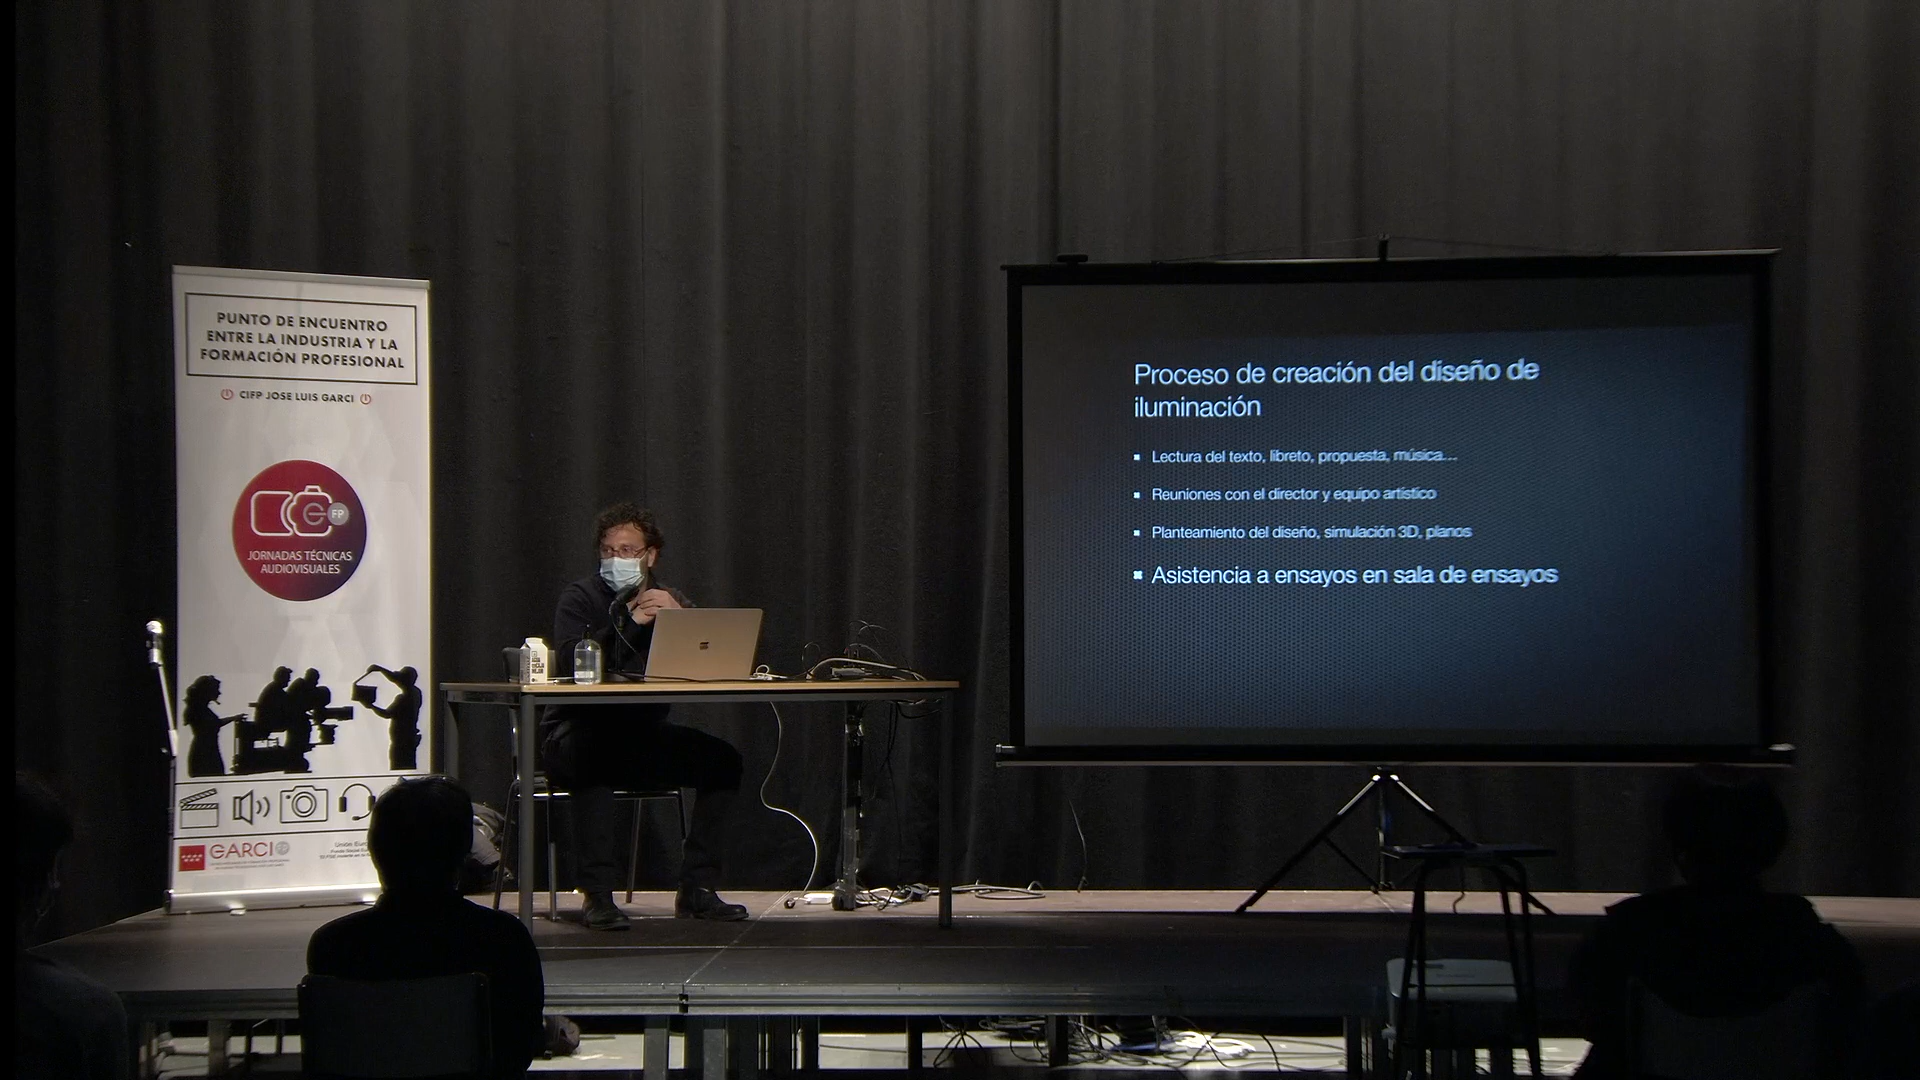 PUNTO DE ENCUENTRO
ENTRE LA INDUSTRIA Y LA
FORMACIÓN PROFESIONAL
CIFP JOSE LUIS GARCI
FP
JORNADAS TÉCNICAS
AUDIOVISUALES
GARCI
Proceso de creación del diseño de
iluminación
Lectura del texto, libreto, propuesta, música...
Reuniones con el director y equipo artístico
Planteamiento del diseño, simulación 3D, planos
Asistencia a ensayos en sala de ensayos